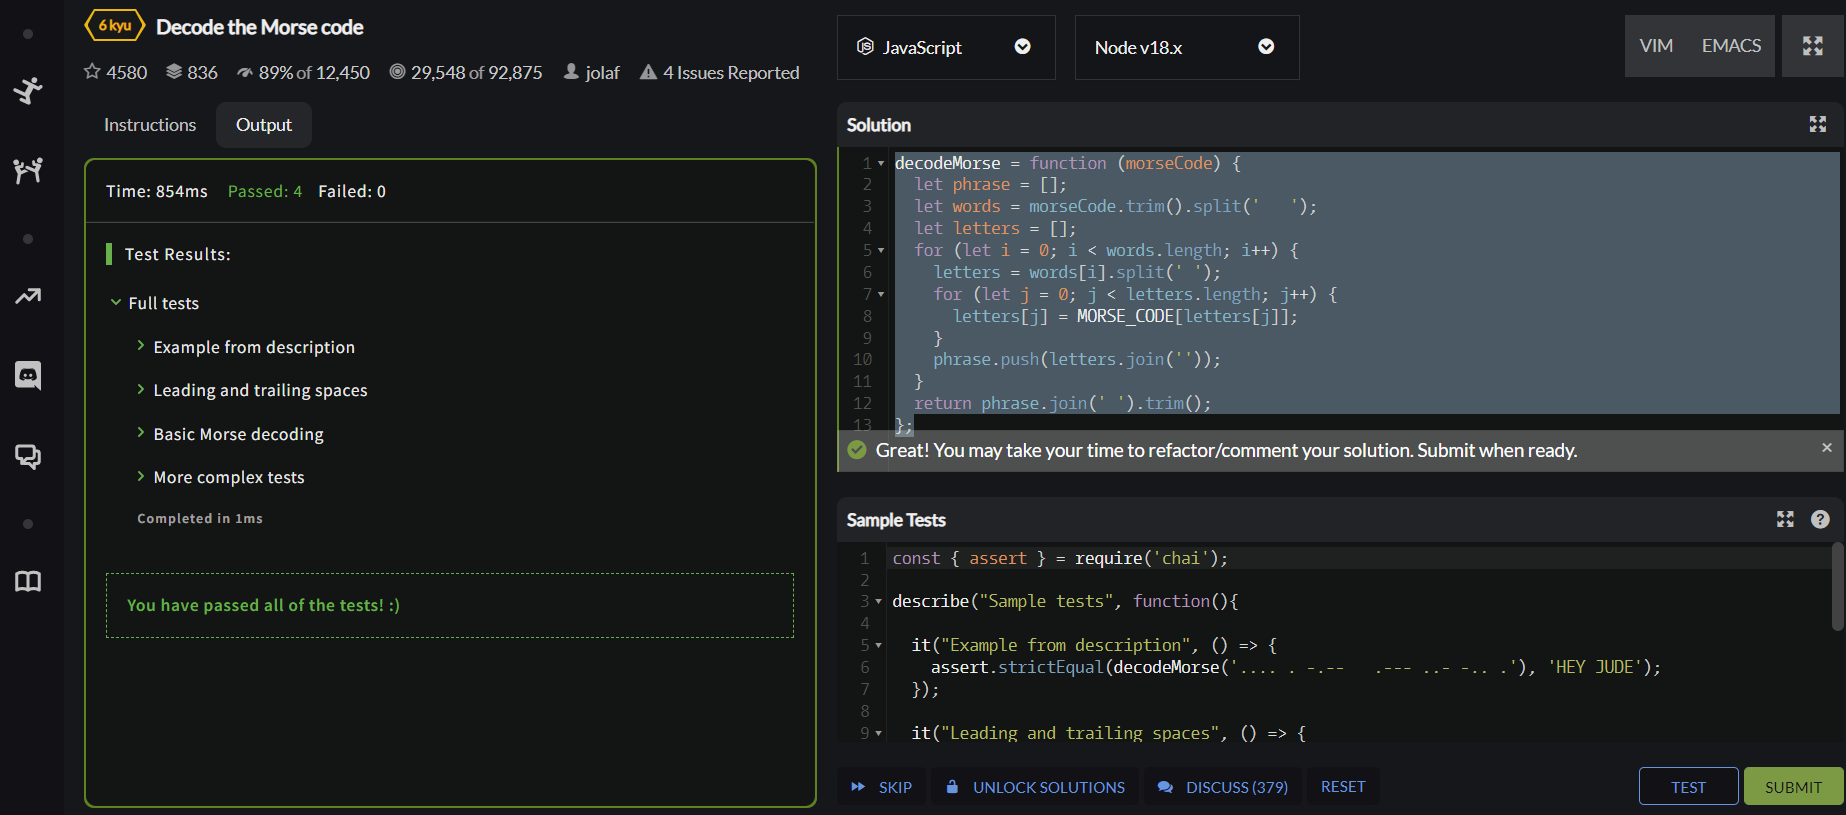 6 kyu Decode the Morse code
4580 836 89% of 12,450 29,548 of 92,875 jolaf 4 Issues Reported
Instructions Output
Time: 854ms Passed: 4 Failed: 0
Test Results:
Full tests
Example from description
Leading and trailing spaces
Basic Morse decoding
More complex tests
Completed in 1ms
You have passed all of the tests! :)
JS JavaScript Node v18.x VIM EMACS
Solution
1 decodeMorse = function (morseCode) {
2   let phrase = [];
3   let words = morseCode.trim().split('   ');
4   let letters = [];
5   for (let i = 0; i < words.length; i++) {
6     letters = words[i].split(' ');
7     for (let j = 0; j < letters.length; j++) {
8       letters[j] = MORSE_CODE[letters[j]];
9     }
10     phrase.push(letters.join(''));
11   }
12   return phrase.join(' ').trim();
13 };
Great! You may take your time to refactor/comment your solution. Submit when ready. ×
Sample Tests ?
1 const { assert } = require('chai');
2
3 describe("Sample tests", function(){
4
5   it("Example from description", () => {
6     assert.strictEqual(decodeMorse('.... . -.--   .--- ..- -.. .'), 'HEY JUDE');
7   });
8
9   it("Leading and trailing spaces", () => {
SKIP UNLOCK SOLUTIONS DISCUSS (379) RESET TEST SUBMIT